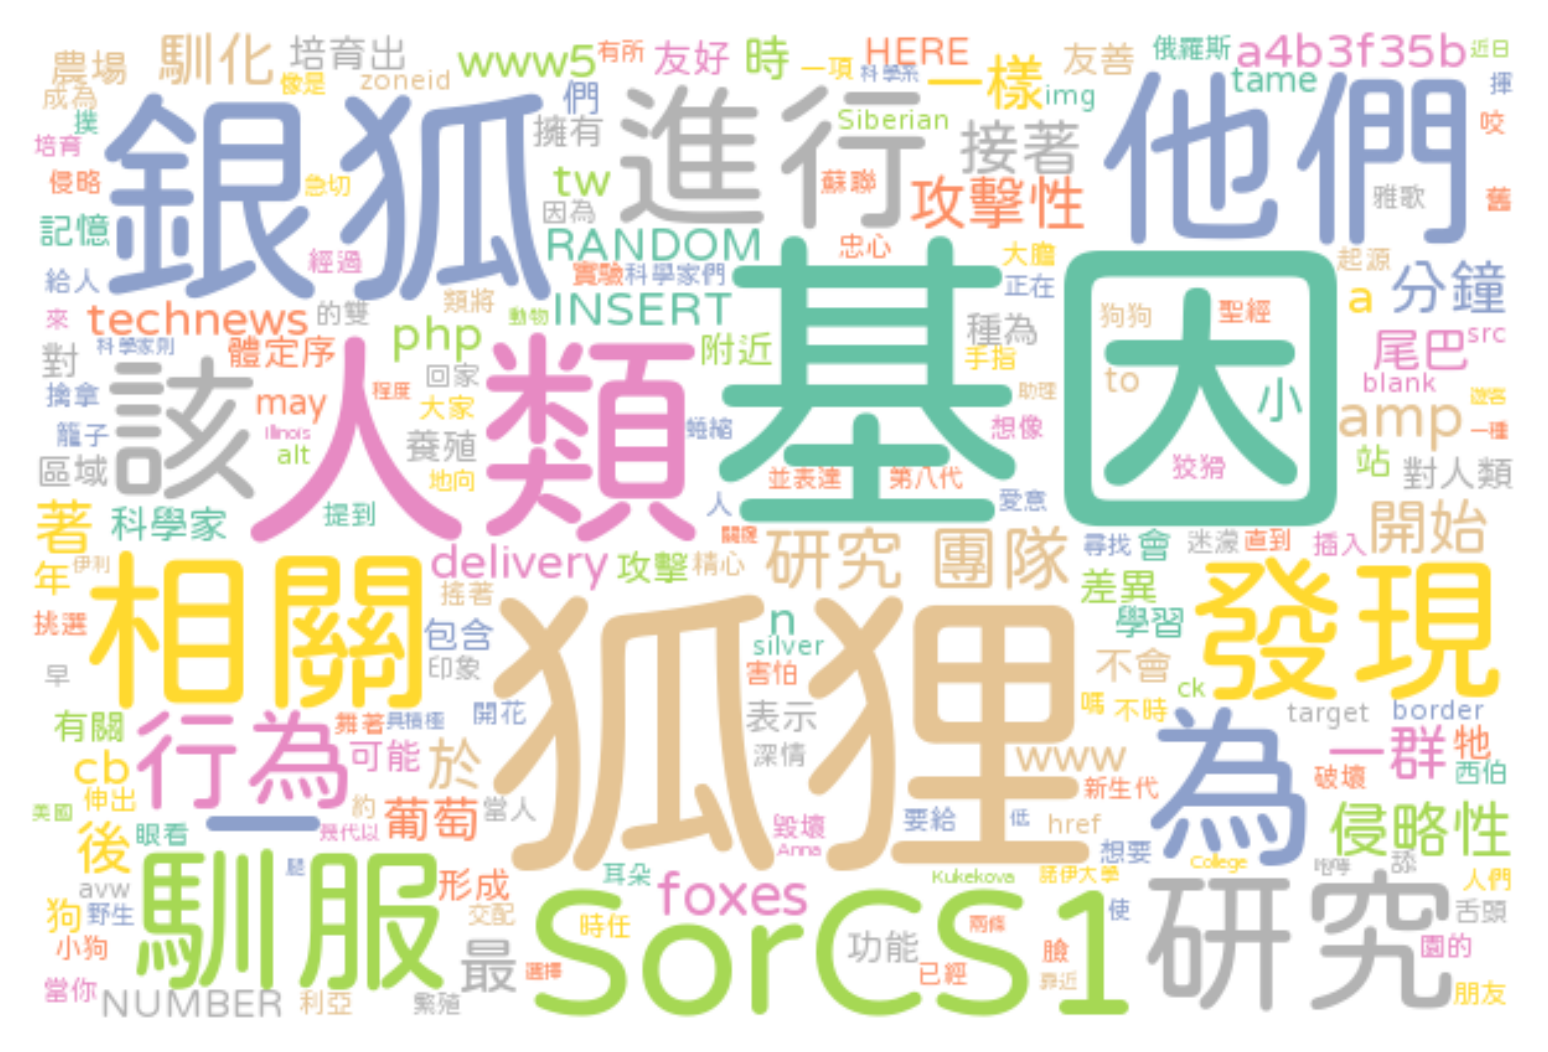 農場 馴化 培育出 www5 有所 友好 時 一項 科學系 HERE 一樣 友善 俄羅斯 a4b3f35b 近日
成為 像是 zoneid 們 img tame 揮
撲 銀狐 擁有 進行 Siberian 接著 他們 咬
培育 侵略 急切 tw 因為 蘇聯 攻擊性 雅歌 舊
記憶 經過 RANDOM 忠心 大膽 起源
給人 類將 實驗 科學家們 正在 分鐘
來 technews 的雙 php 動物 INSERT 附近 基因 種為 狗狗 聖經 a 尾巴 src
對 科學家則 體定序 回家 手指 to 小 blank
擒拿 該 may 人類 程度 大家 助理 amp 遊客
籠子 Illinois alt 養殖 蜷縮 想像 一種
區域 地向 並表達 第八代 狡猾 站 對人類
著 科學家 提到 人 愛意 開始
年 伊利 delivery 攻擊 精心 研究 團隊 尋找 會 迷濛 直到 插入
相關 搖著 差異 發現
挑選 包含 狐狸 n silver 學習
早 印象 害怕 不會 ck
有關 行為 舞著 開花 表示 嗎 不時 target border
cb 可能 於 深情 www 為 一群 牠
伸出 破壞 西伯
美國 一 約 葡萄 當人 新生代
後 眼看 幾代以 毀壞 要給 低 href 侵略性
Anna 想要 College
avw 馴服 形成 耳朵 foxes Kukekova 諾伊大學 舔 人們
狗 野生 交配 時任 SorCS1 使 研究 舌頭
小狗 最 選擇 功能 兩條 已經 臉 園的
當你 NUMBER 利亞 繁殖 靠近 朋友